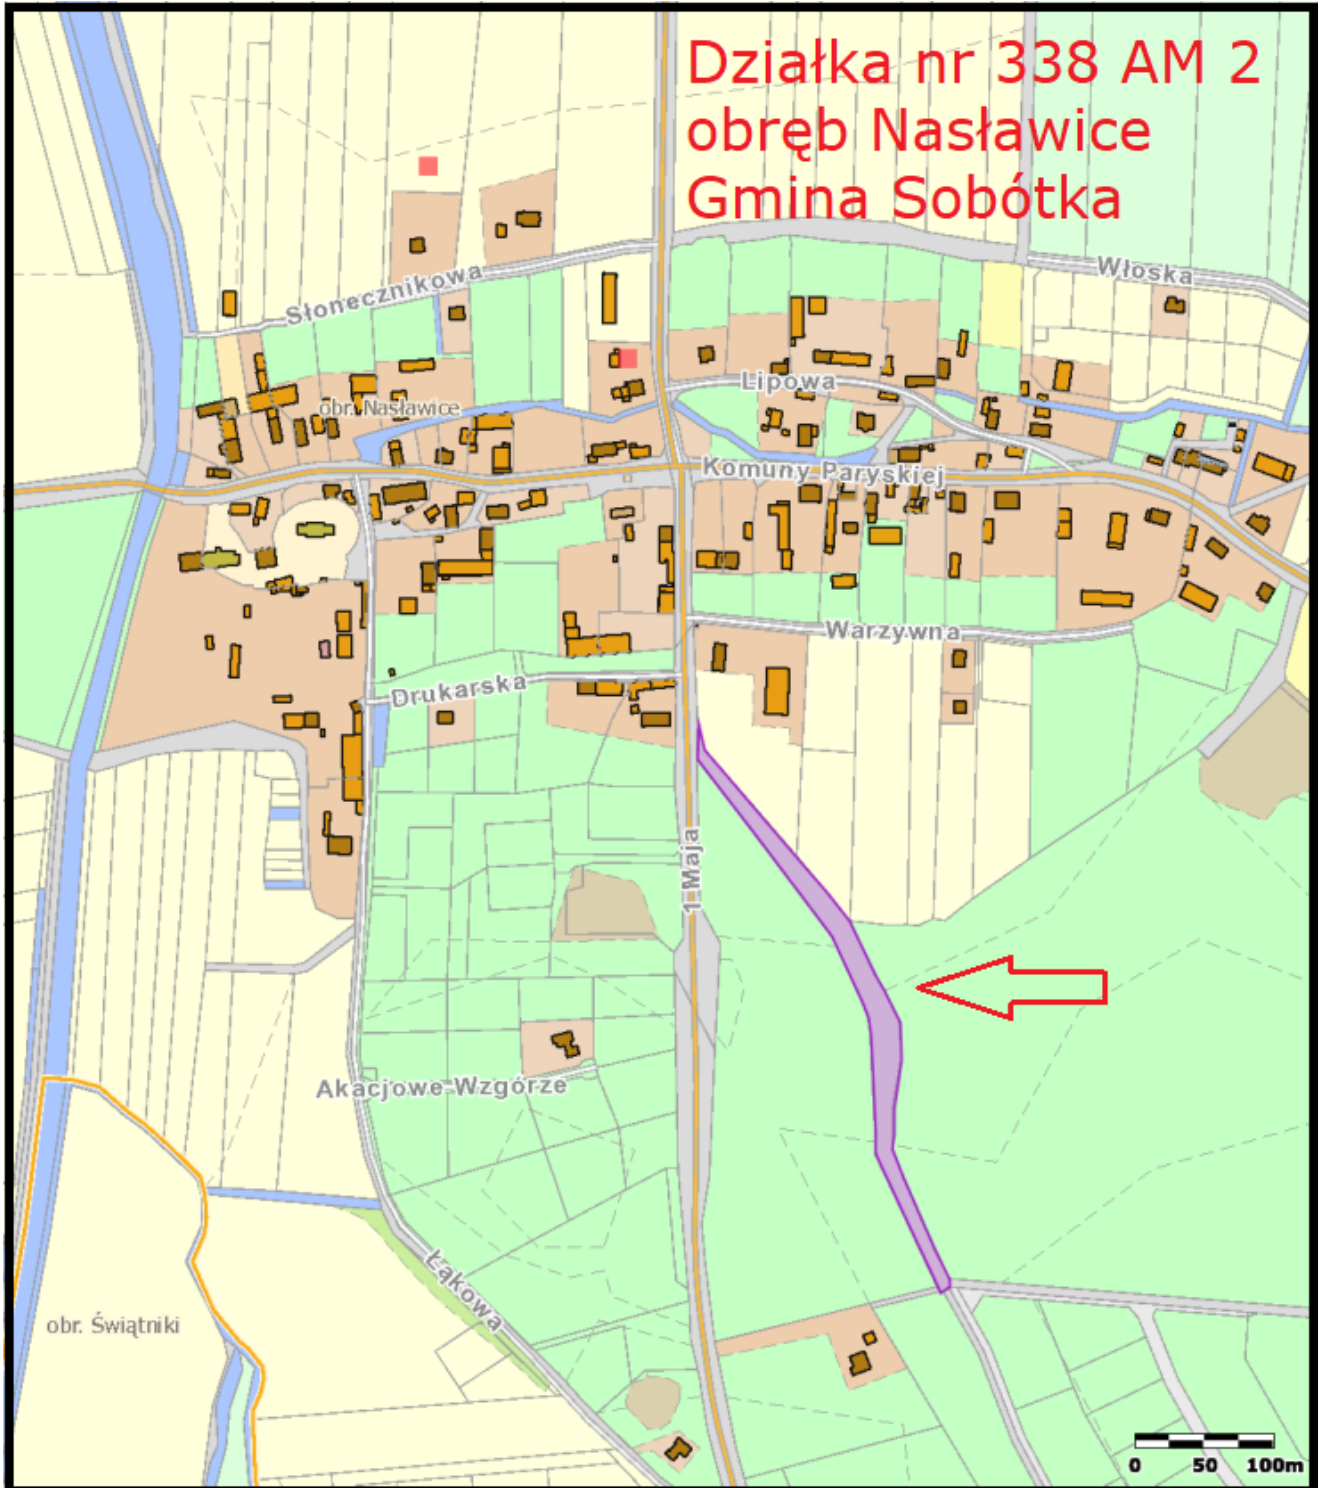 Działka nr 338 AM 2
obręb Nasławice
Gmina Sobótka
Włoska
Słonecznikowa
Lipowa
obr. Nasławice
Komuny Paryskiej
Warzywna
Drukarska
1 Maja
Akacjowe Wzgórze
Łąkowa
obr. Świątniki
0 50 100m